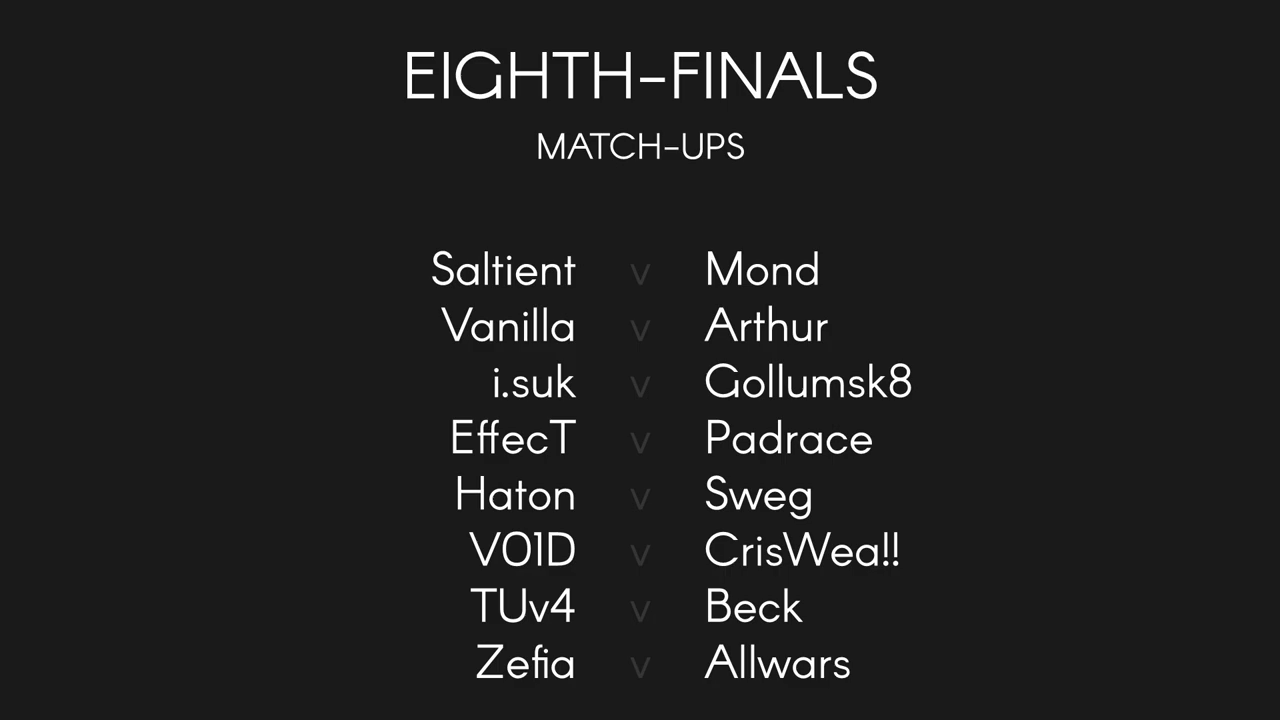 EIGHTH-FINALS
MATCH-UPS
Saltient v Mond
Vanilla v Arthur
i.suk v Gollumsk8
EffecT v Padrace
Haton v Sweg
V01D v CrisWea!!
TUv4 v Beck
Zefia v Allwars